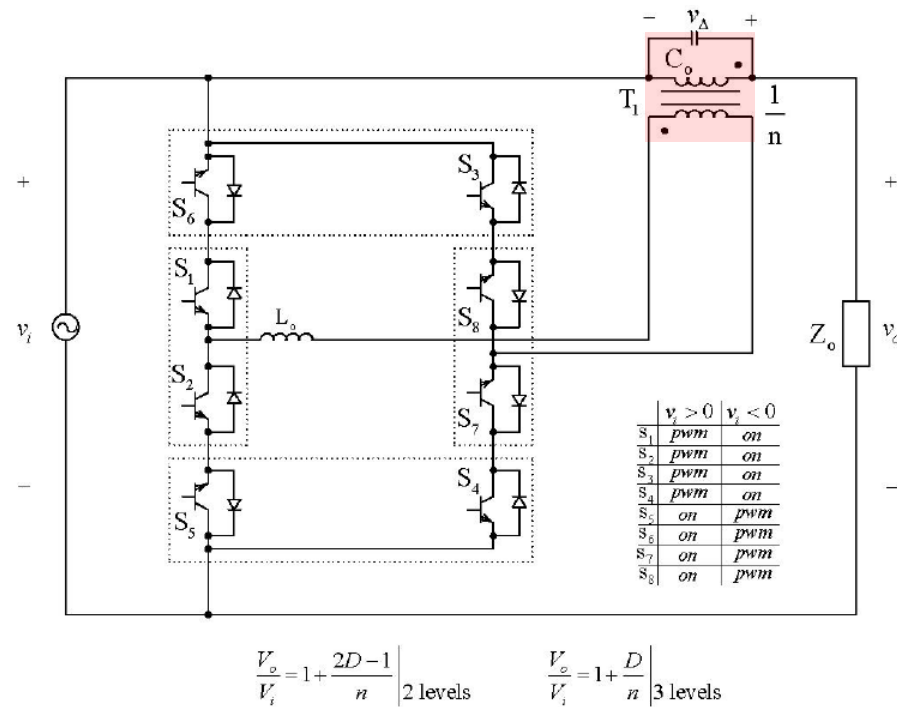 − v_Δ +
C_o
T_1
1/n
S_6
S_3
+
+
S_1
S_8
L_o
v_i
Z_o
v_o
S_2
S_7
v_i > 0 v_i < 0
S_1 pwm on
S_2 pwm on
S_3 pwm on
S_4 pwm on
S_5 on pwm
S_6 on pwm
S_7 on pwm
S_8 on pwm
−
−
S_4
S_5
V_o/V_i = 1 + (2D − 1)/n | 2 levels
V_o/V_i = 1 + D/n | 3 levels